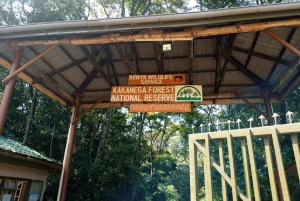 KENYA WILDLIFE
SERVICE
KAKAMEGA FOREST
NATIONAL RESERVE